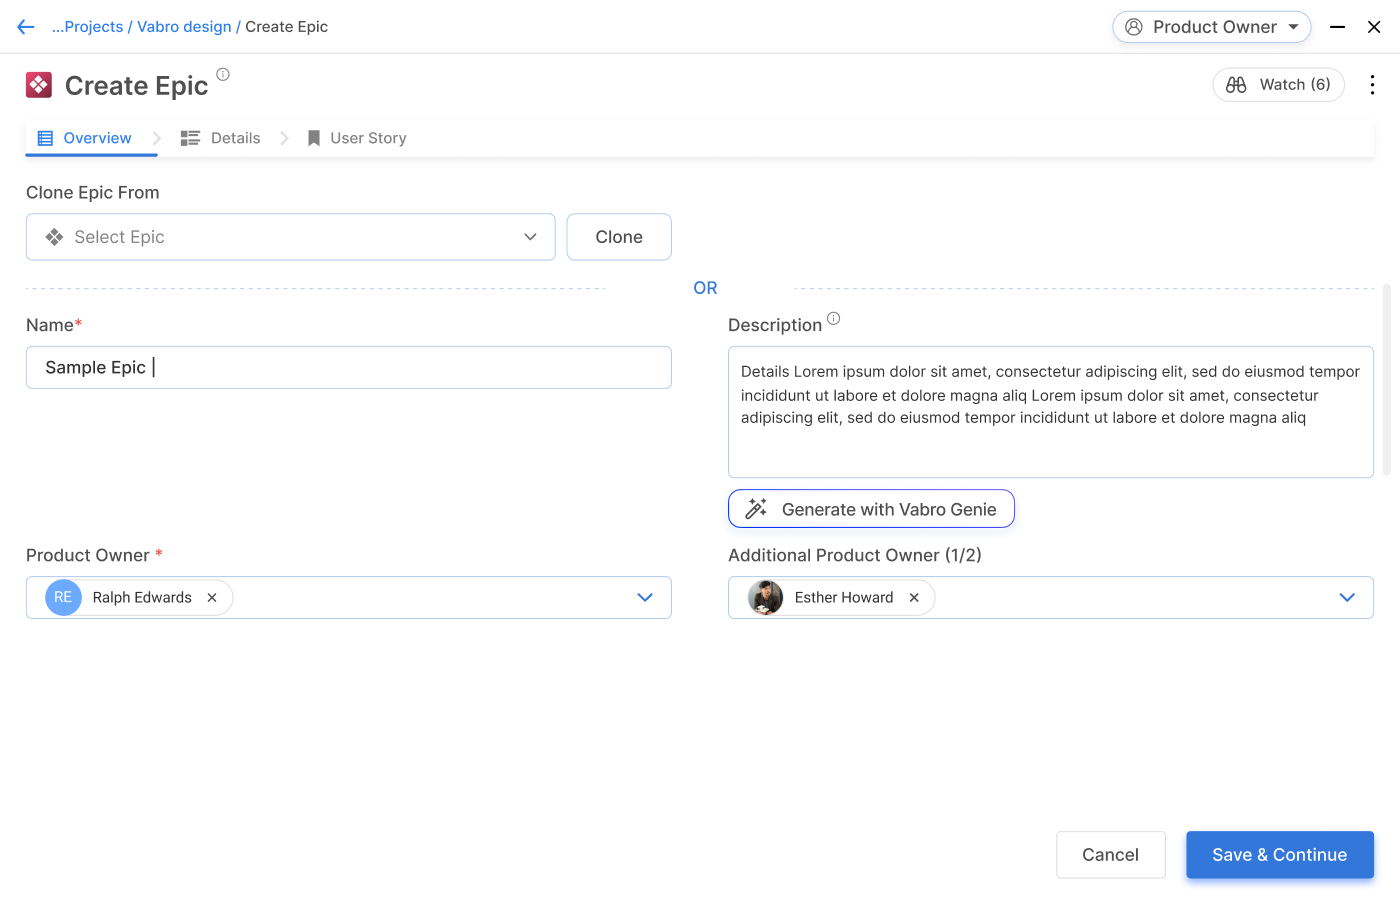 ...Projects / Vabro design / Create Epic
Product Owner
Create Epic
Watch (6)
Overview
Details
User Story
Clone Epic From
Select Epic
Clone
OR
Name*
Sample Epic
Description
Details Lorem ipsum dolor sit amet, consectetur adipiscing elit, sed do eiusmod tempor
incididunt ut labore et dolore magna aliq Lorem ipsum dolor sit amet, consectetur
adipiscing elit, sed do eiusmod tempor incididunt ut labore et dolore magna aliq
Generate with Vabro Genie
Product Owner *
RE
Ralph Edwards
Additional Product Owner (1/2)
Esther Howard
Cancel
Save & Continue